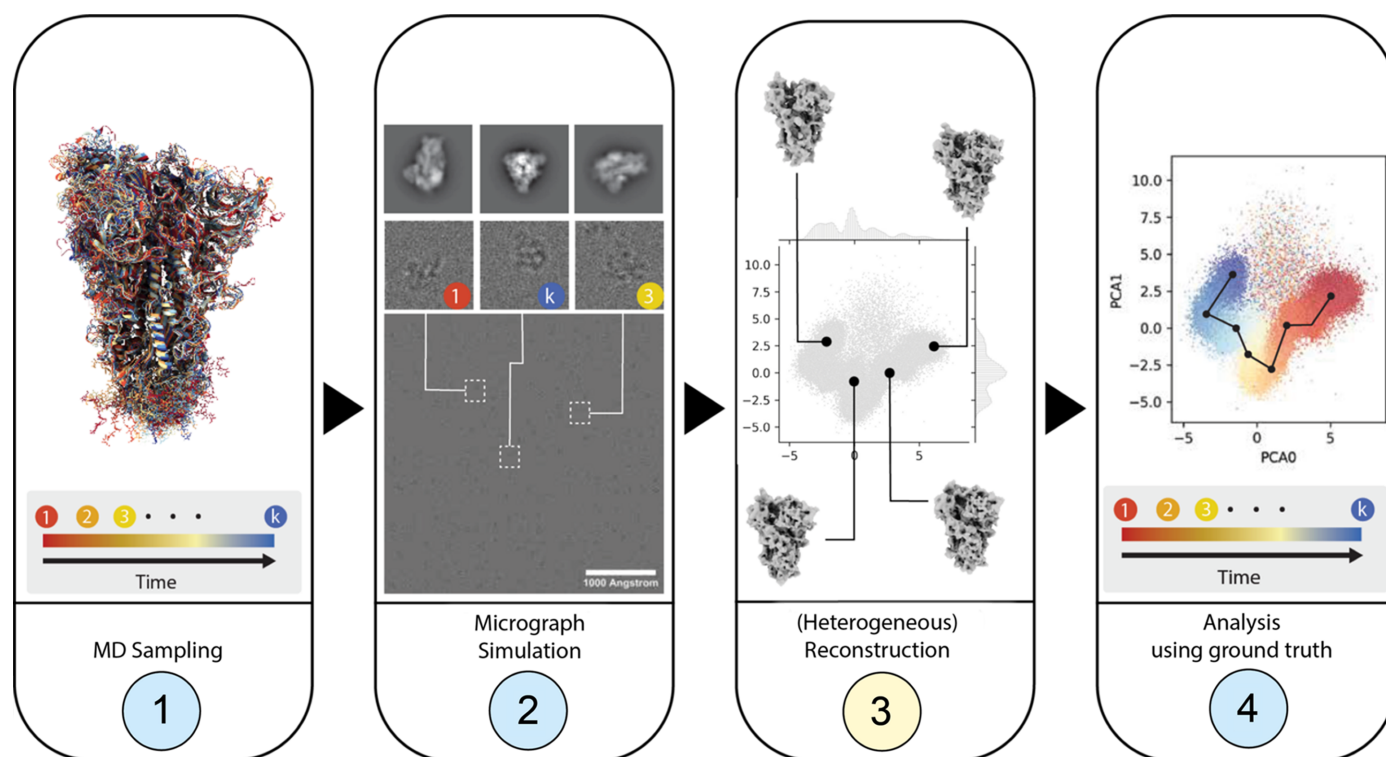 1 2 3 . . . k
Time
MD Sampling
1
1 k 3
1000 Angstrom
Micrograph
Simulation
2
10.0
7.5
5.0
2.5
0.0
−2.5
−5.0
−5 0 5
(Heterogeneous)
Reconstruction
3
10.0
7.5
5.0
2.5
0.0
−2.5
−5.0
PCA1
−5 0 5
PCA0
1 2 3 . . . k
Time
Analysis
using ground truth
4